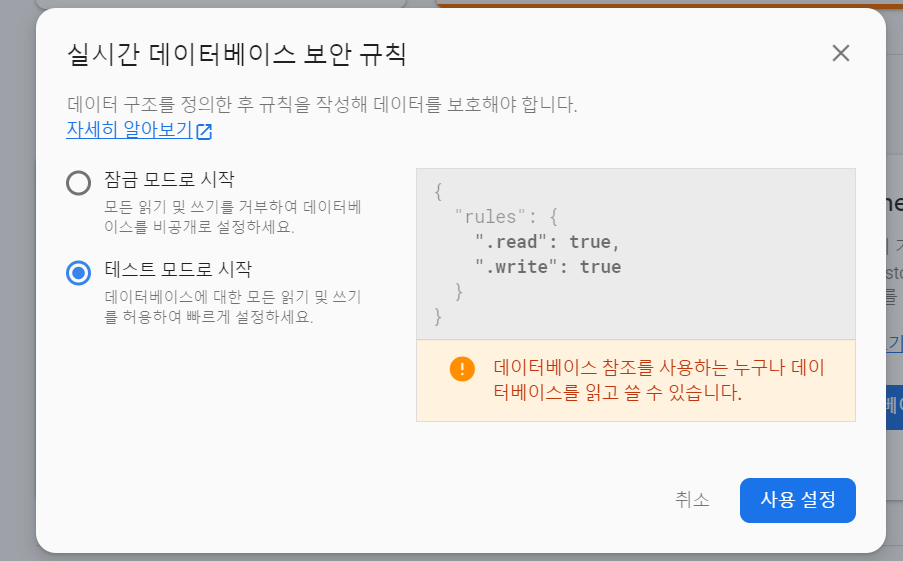 실시간 데이터베이스 보안 규칙
데이터 구조를 정의한 후 규칙을 작성해 데이터를 보호해야 합니다.
자세히 알아보기
잠금 모드로 시작
모든 읽기 및 쓰기를 거부하여 데이터베
이스를 비공개로 설정하세요.
테스트 모드로 시작
데이터베이스에 대한 모든 읽기 및 쓰기
를 허용하여 빠르게 설정하세요.
{
"rules": {
".read": true,
".write": true
}
}
데이터베이스 참조를 사용하는 누구나 데이
터베이스를 읽고 쓸 수 있습니다.
취소
사용 설정